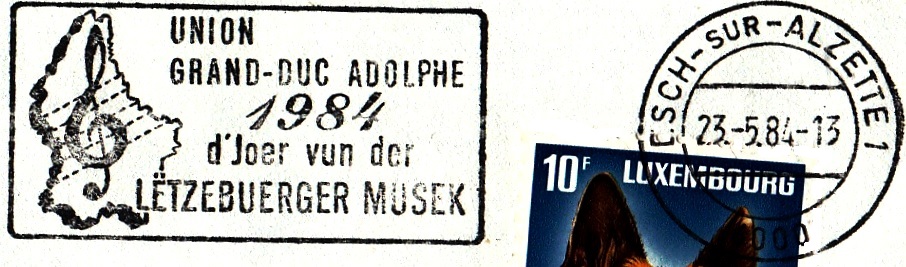 UNION
GRAND-DUC ADOLPHE
1984
d'Joer vun der
LËTZEBUERGER MUSEK
ESCH-SUR-ALZETTE 1
23.-5.84-13
10F LUXEMBOURG